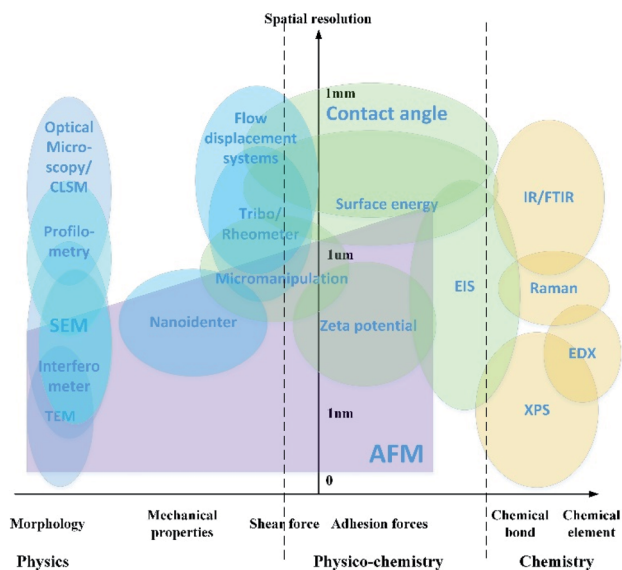 Spatial resolution
1mm
Optical
Micro-
scopy/
CLSM
Flow
displacement
systems
Contact angle
Profilo-
metry
Tribo/
Rheometer
Surface energy
IR/FTIR
1um
Micromanipulation
EIS
Raman
SEM
Nanoidenter
Zeta potential
Interfero
meter
EDX
TEM
1nm
XPS
AFM
0
Morphology
Mechanical
properties
Shear force
Adhesion forces
Chemical
bond
Chemical
element
Physics
Physico-chemistry
Chemistry